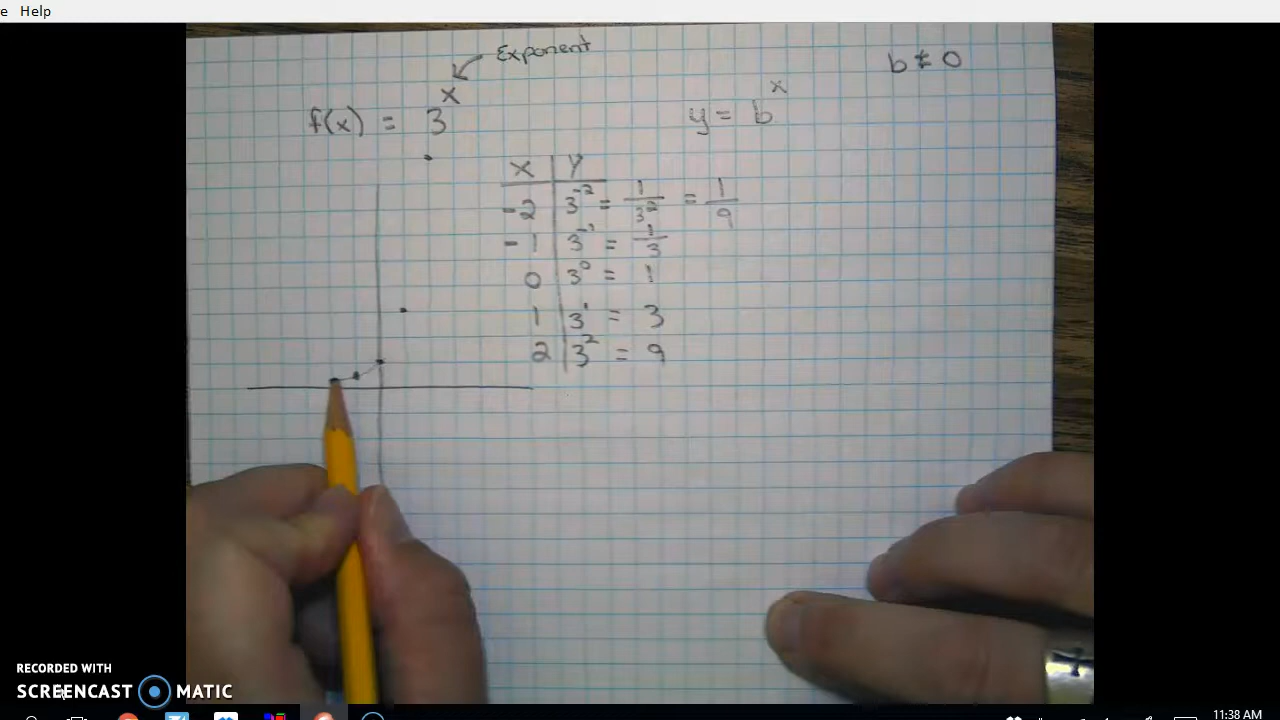 Help
Exponent
b ≠ 0
f(x) = 3^x
y = b^x
x | y
-2 | 3^-2 = 1/3^2 = 1/9
-1 | 3^-1 = 1/3
0 | 3^0 = 1
1 | 3^1 = 3
2 | 3^2 = 9
RECORDED WITH
SCREENCAST MATIC
11:38 AM